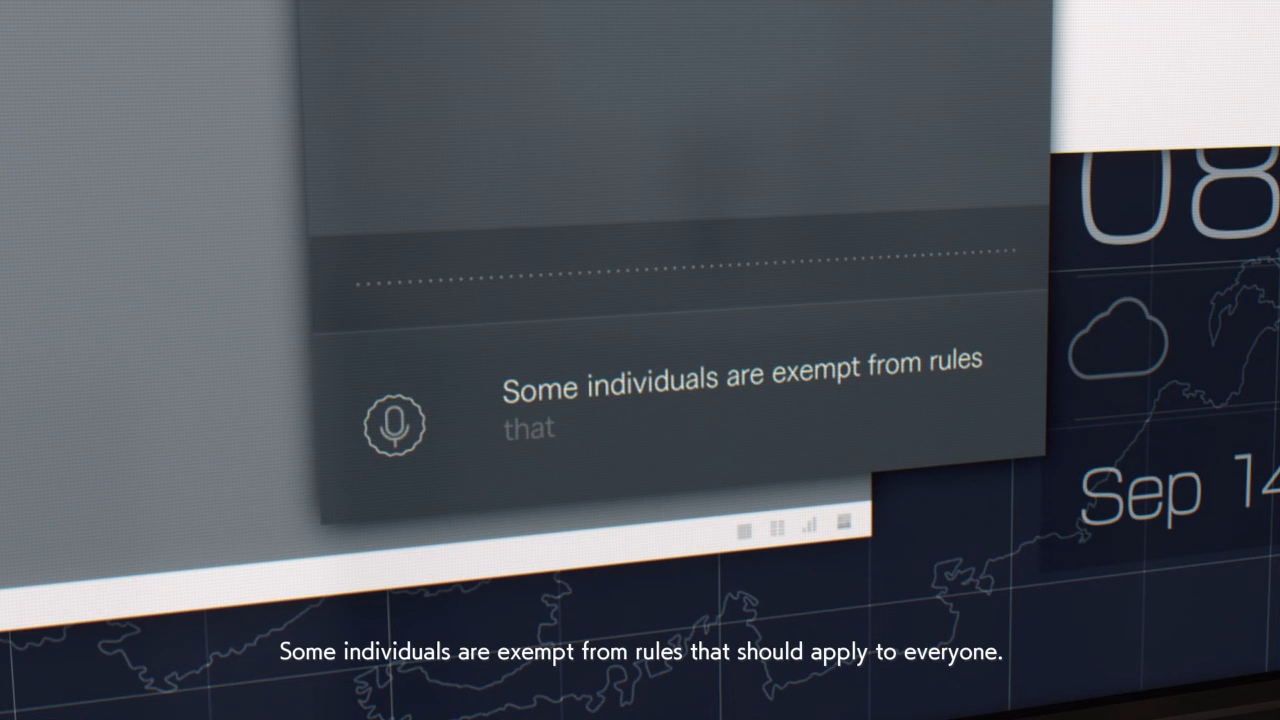 08
Some individuals are exempt from rules
that
Sep 14
Some individuals are exempt from rules that should apply to everyone.